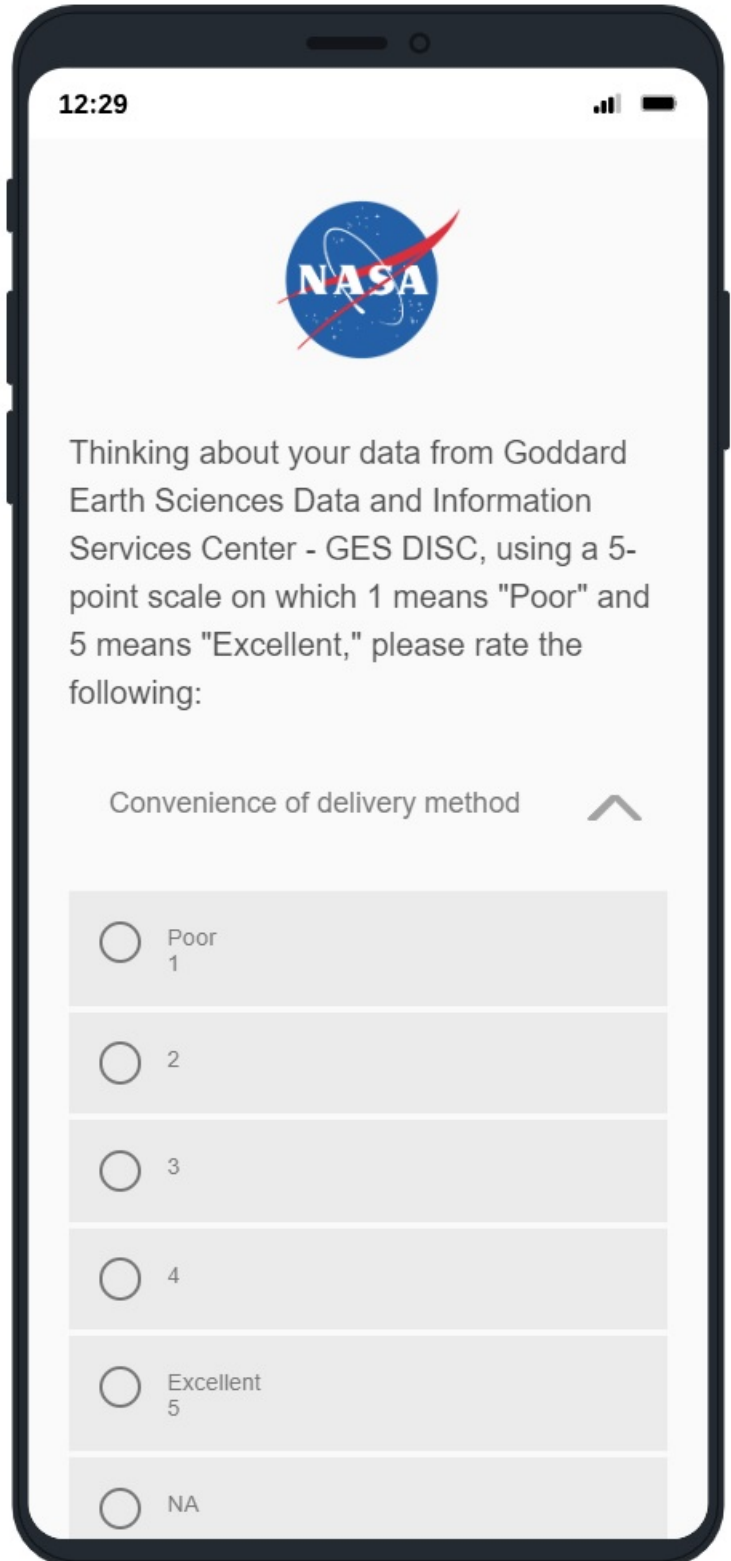 12:29
NASA
Thinking about your data from Goddard
Earth Sciences Data and Information
Services Center - GES DISC, using a 5-
point scale on which 1 means "Poor" and
5 means "Excellent," please rate the
following:
Convenience of delivery method
Poor
1
2
3
4
Excellent
5
NA